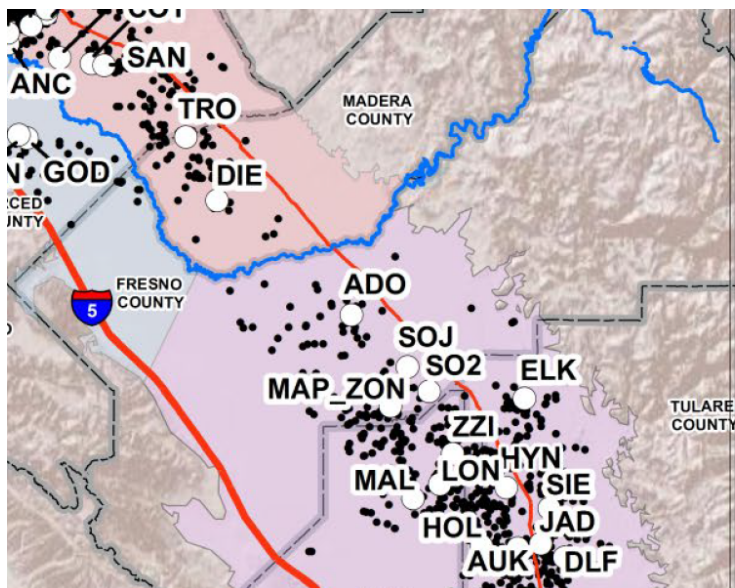 SAN
ANC
TRO
MADERA
COUNTY
GOD
DIE
FRESNO
COUNTY
5
ADO
SOJ
SO2
ELK
MAP_ZON
TULARE
COUNTY
ZZI
LON
HYN
MAL
SIE
HOL
JAD
AUK
DLF